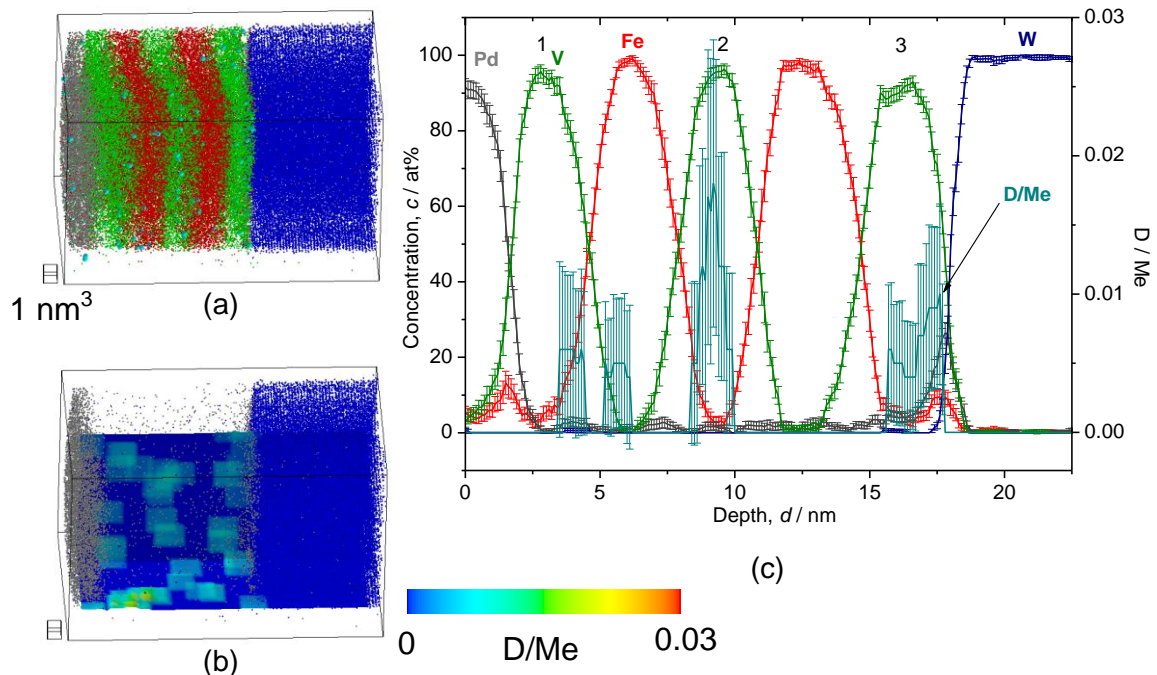 1 nm3
(a)
(b)
0
D/Me
0.03
Concentration, c / at%
100
80
60
40
20
0
Pd
1
V
Fe
2
3
W
D/Me
0.03
0.02
0.01
0.00
D / Me
0
5
10
15
20
Depth, d / nm
(c)